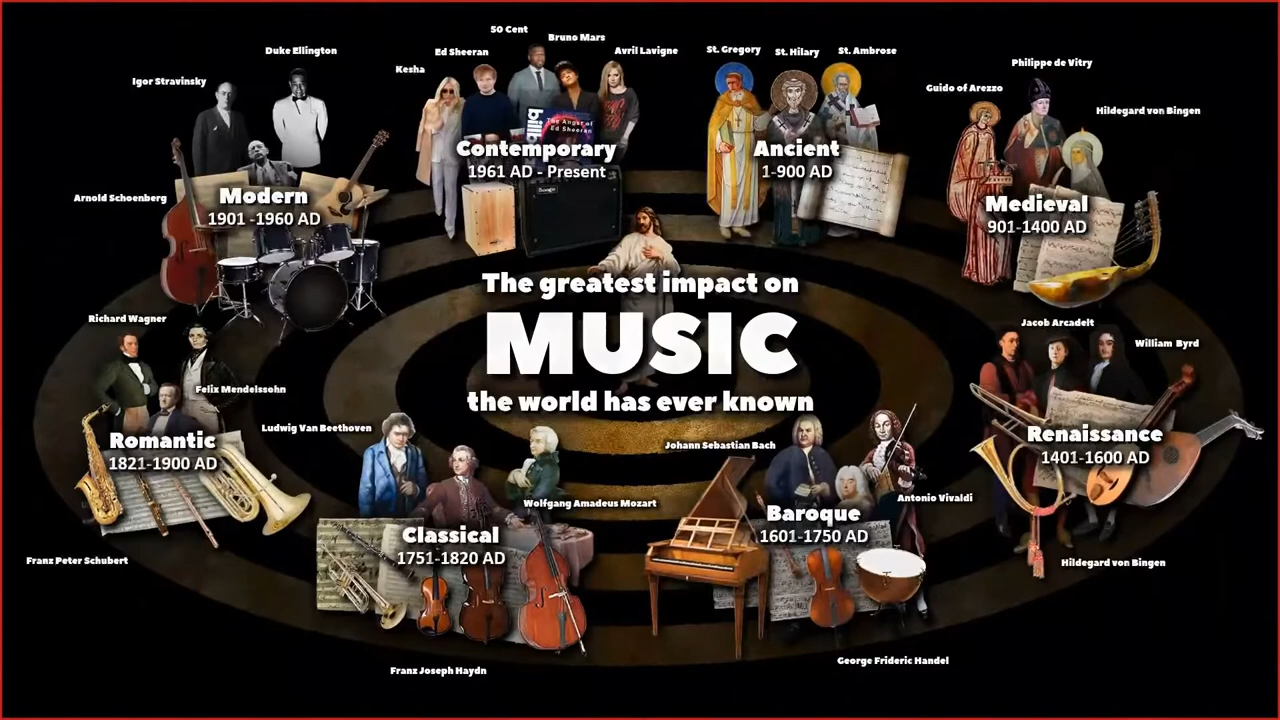 50 Cent
Bruno Mars
Ed Sheeran
Avril Lavigne
Kesha
Contemporary
1961 AD - Present
St. Gregory
St. Hilary
St. Ambrose
Ancient
1-900 AD
Philippe de Vitry
Guido of Arezzo
Hildegard von Bingen
Medieval
901-1400 AD
Duke Ellington
Igor Stravinsky
Arnold Schoenberg
Modern
1901 -1960 AD
The Angst of
Ed Sheeran
The greatest impact on
MUSIC
the world has ever known
Jacob Arcadelt
William Byrd
Renaissance
1401-1600 AD
Hildegard von Bingen
Richard Wagner
Felix Mendelssohn
Romantic
1821-1900 AD
Franz Peter Schubert
Ludwig Van Beethoven
Wolfgang Amadeus Mozart
Classical
1751-1820 AD
Franz Joseph Haydn
Johann Sebastian Bach
Antonio Vivaldi
Baroque
1601-1750 AD
George Frideric Handel